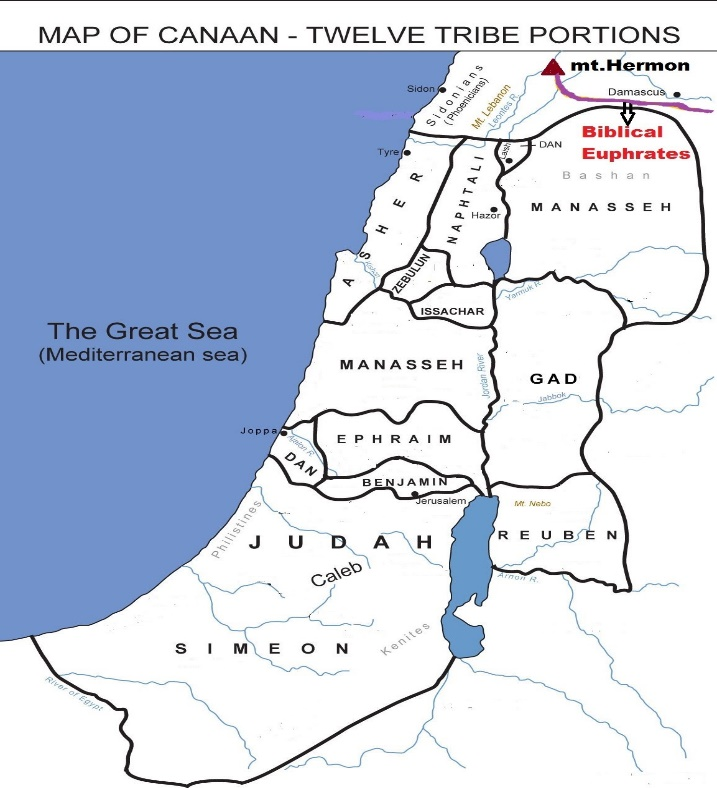 MAP OF CANAAN - TWELVE TRIBE PORTIONS
mt.Hermon
Sidon
Sidonians
(Phoenicians)
Mt. Lebanon
Leontes R.
Damascus
Biblical
Euphrates
Tyre
DAN
Bashan
MANASSEH
ASHER
NAPHTALI
Hazor
ZEBULUN
ISSACHAR
Yarmuk R.
The Great Sea
(Mediterranean sea)
MANASSEH
Jordan River
GAD
Jabbok
Joppa
EPHRAIM
DAN
BENJAMIN
Jerusalem
Mt. Nebo
REUBEN
Philistines
JUDAH
Caleb
Arnon R.
SIMEON
Kenites
River of Egypt